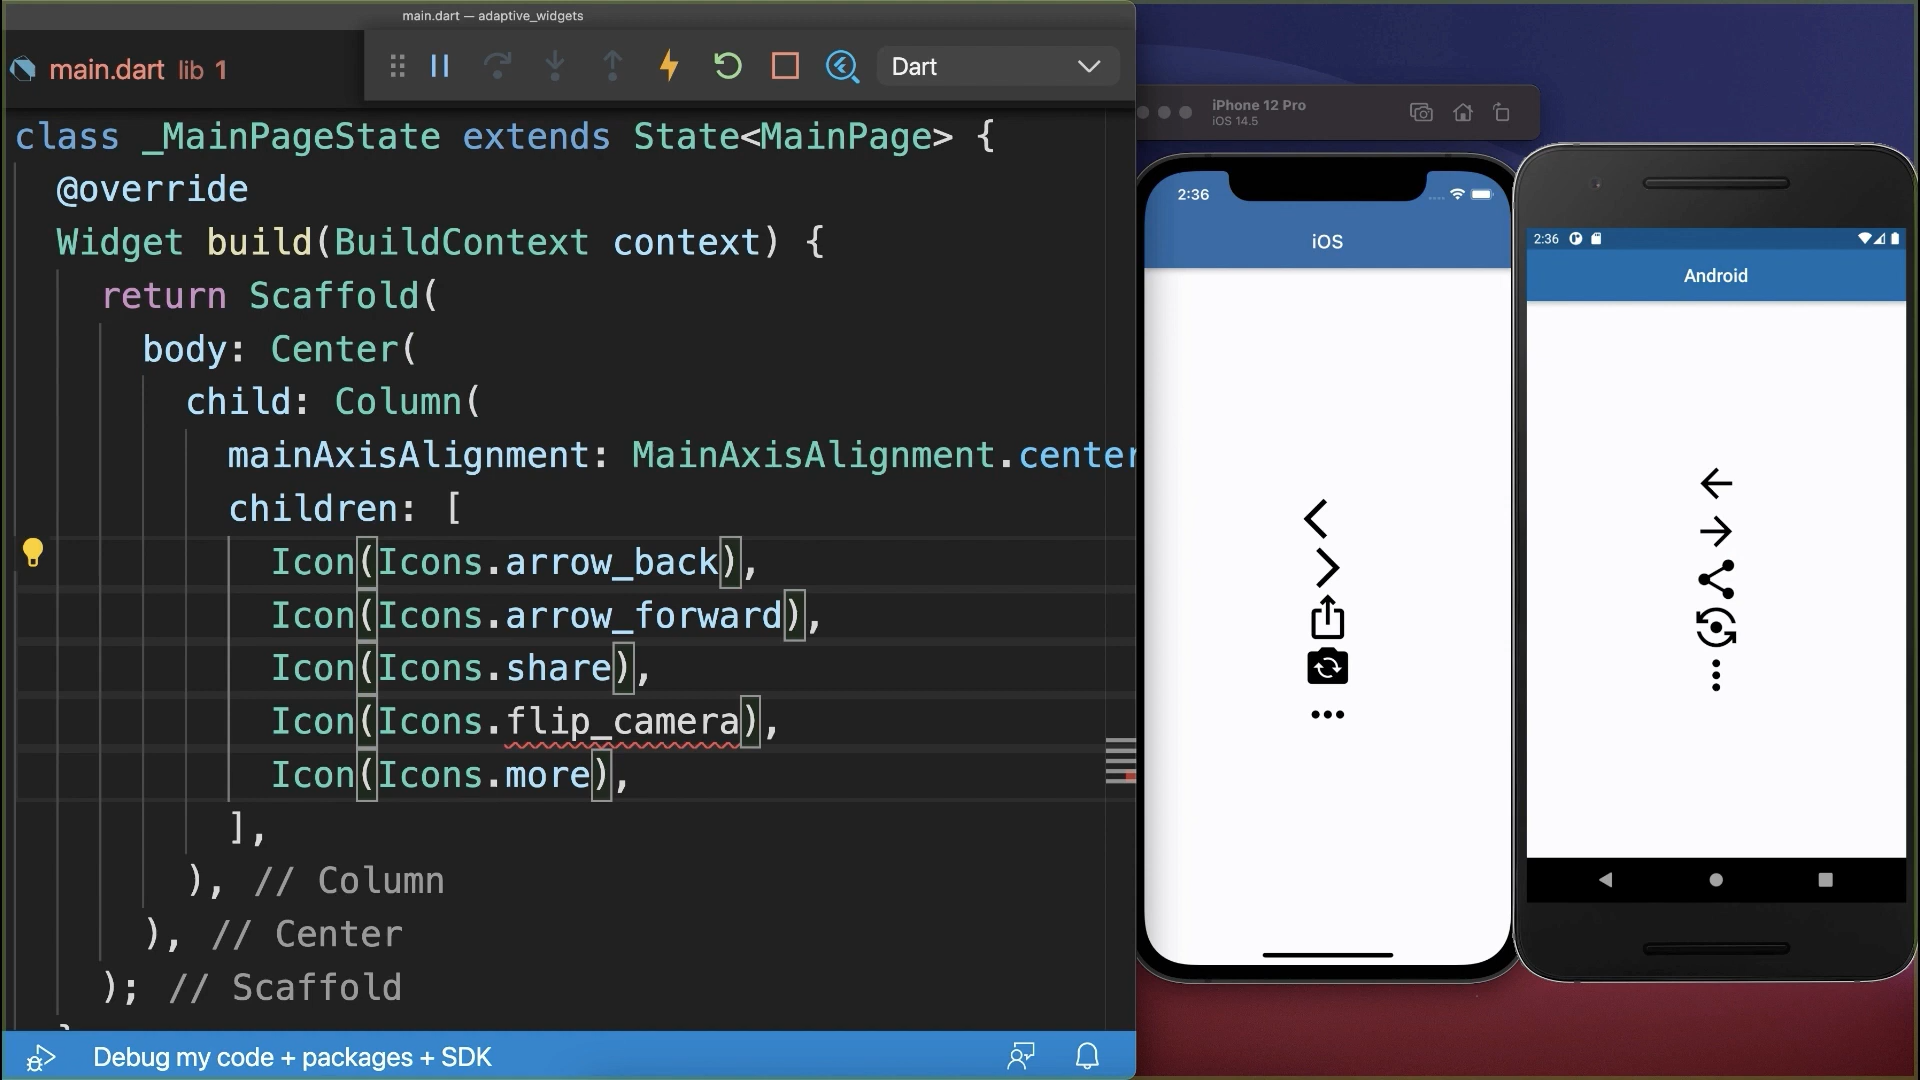 main.dart — adaptive_widgets
main.dart lib 1
Dart
class _MainPageState extends State<MainPage> {
@override
Widget build(BuildContext context) {
return Scaffold(
body: Center(
child: Column(
mainAxisAlignment: MainAxisAlignment.center
children: [
Icon(Icons.arrow_back),
Icon(Icons.arrow_forward),
Icon(Icons.share),
Icon(Icons.flip_camera),
Icon(Icons.more),
],
), // Column
), // Center
); // Scaffold
}
Debug my code + packages + SDK
iPhone 12 Pro
iOS 14.5
2:36
iOS
2:36
Android